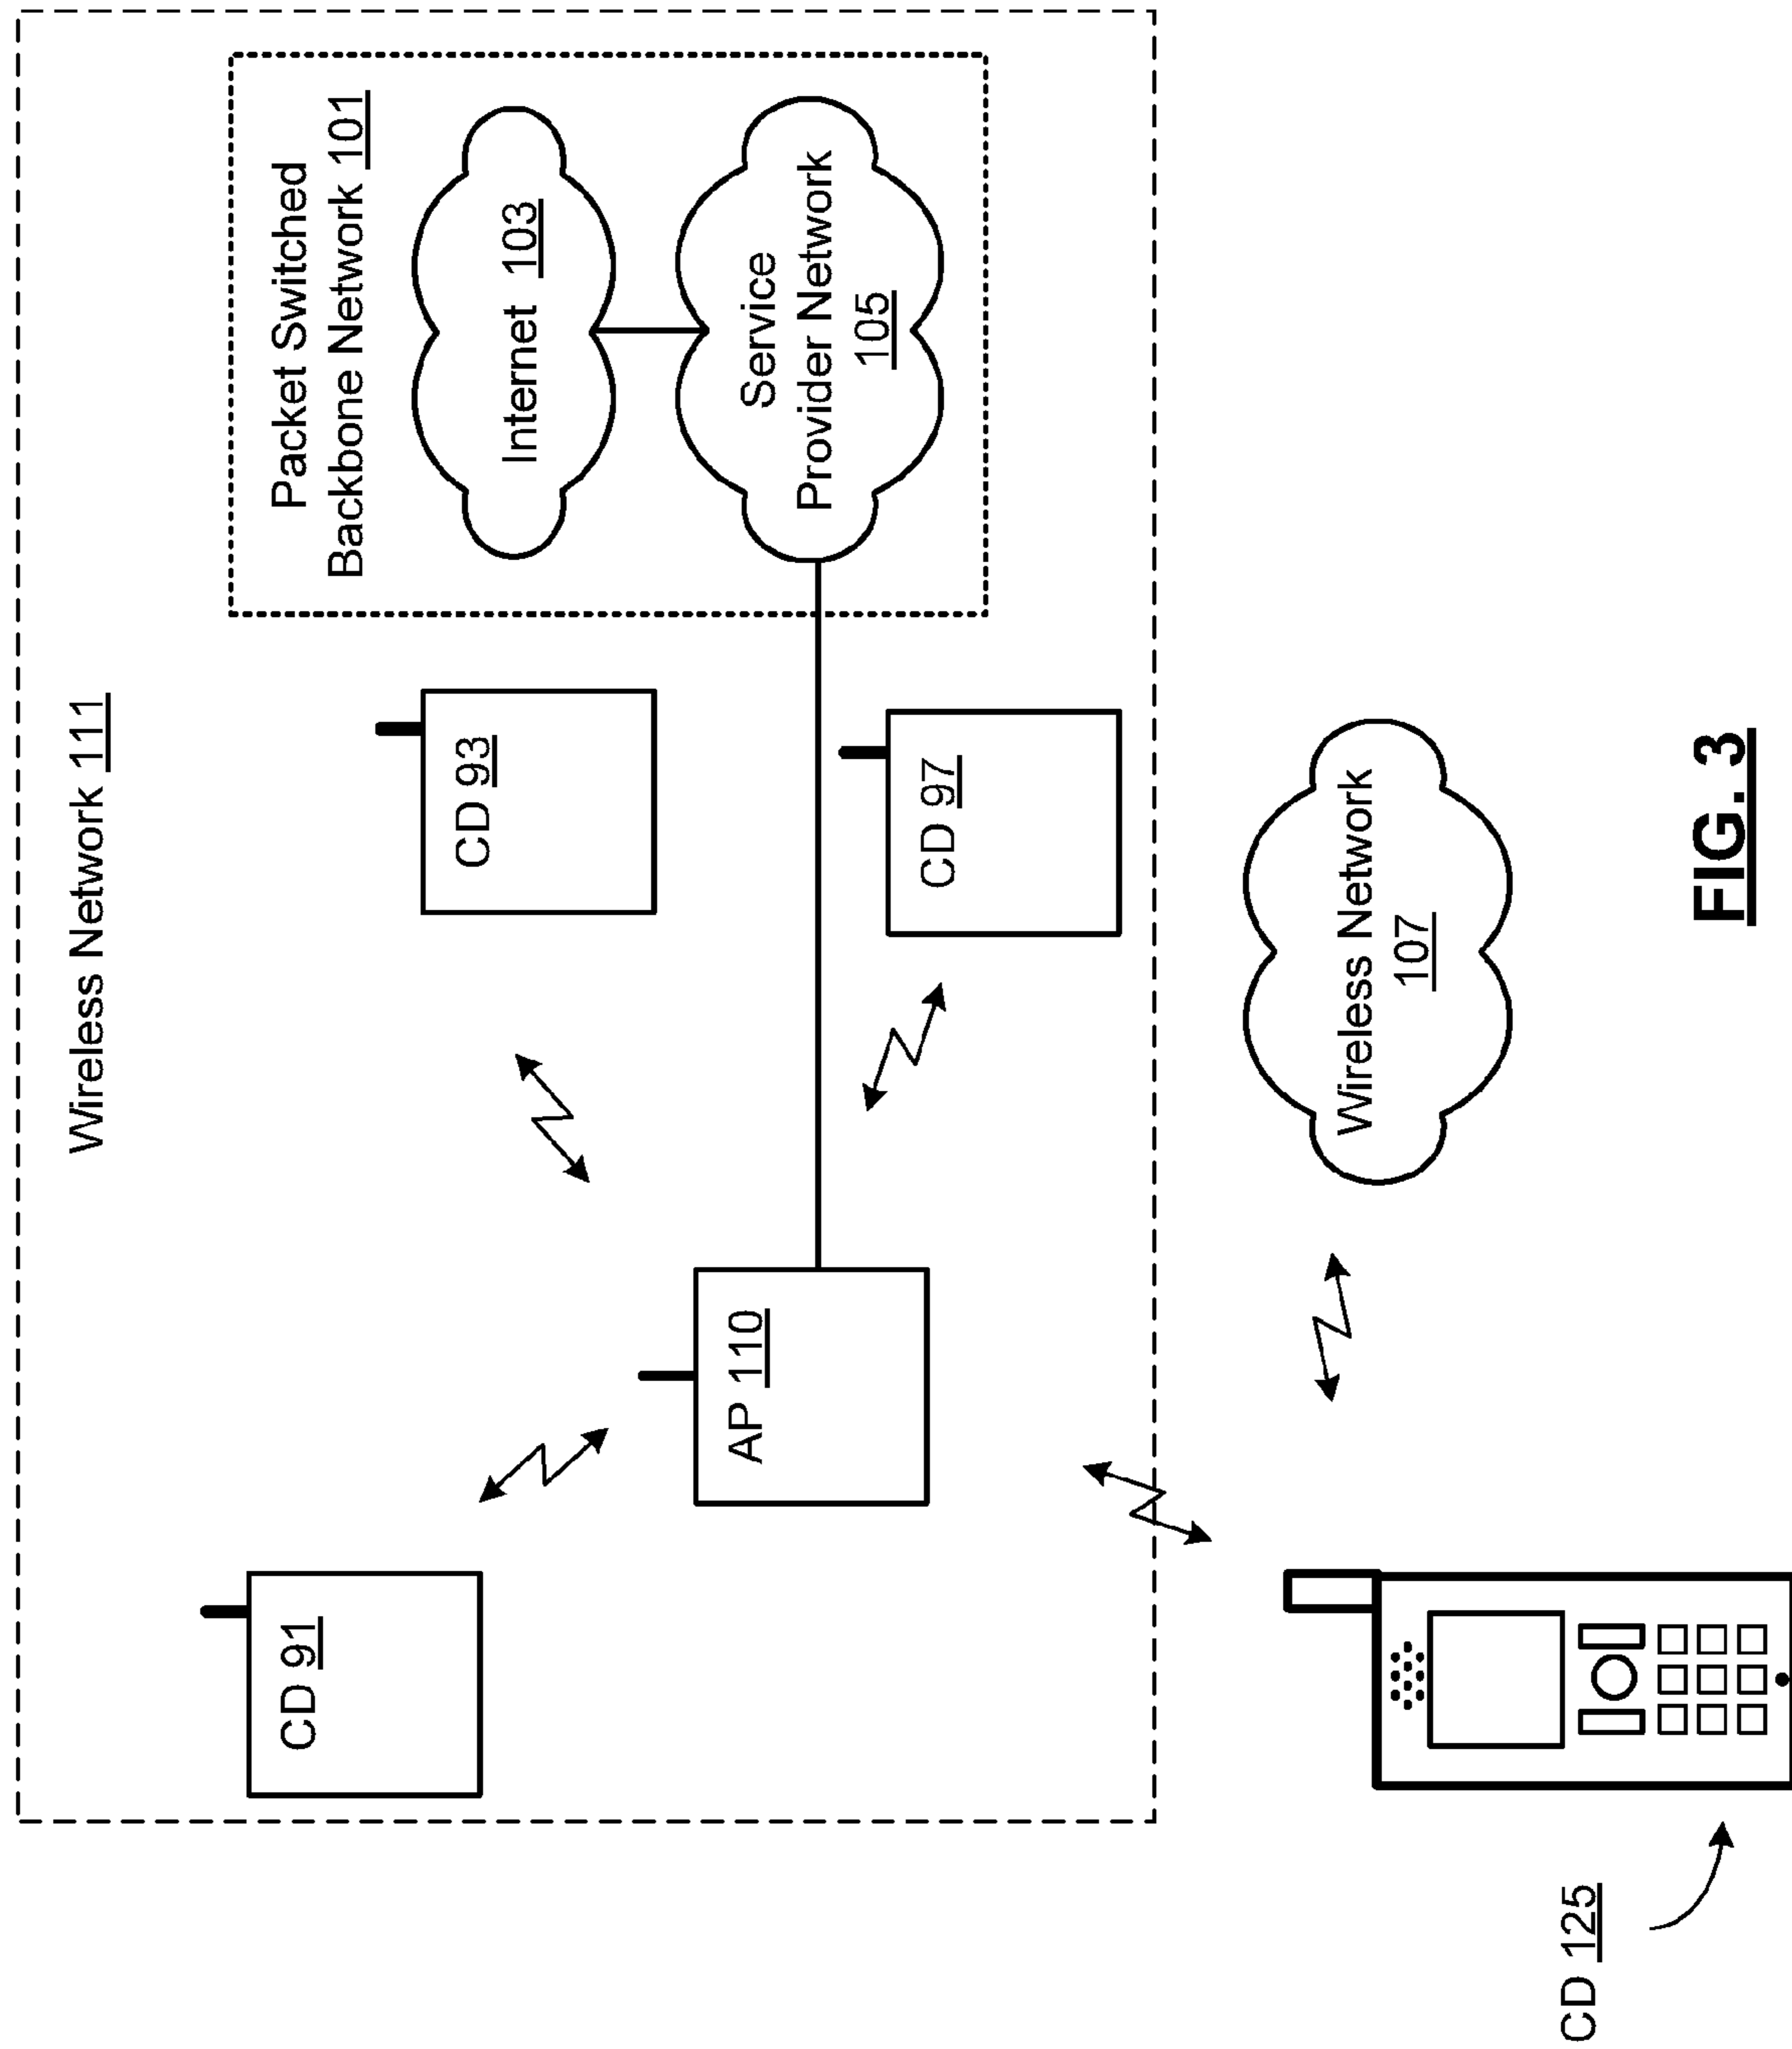 Wireless Network 111
Packet Switched
Backbone Network 101
CD 91
CD 93
Internet 103
AP 110
Service
Provider Network
105
CD 97
CD 125
Wireless Network
107
FIG. 3